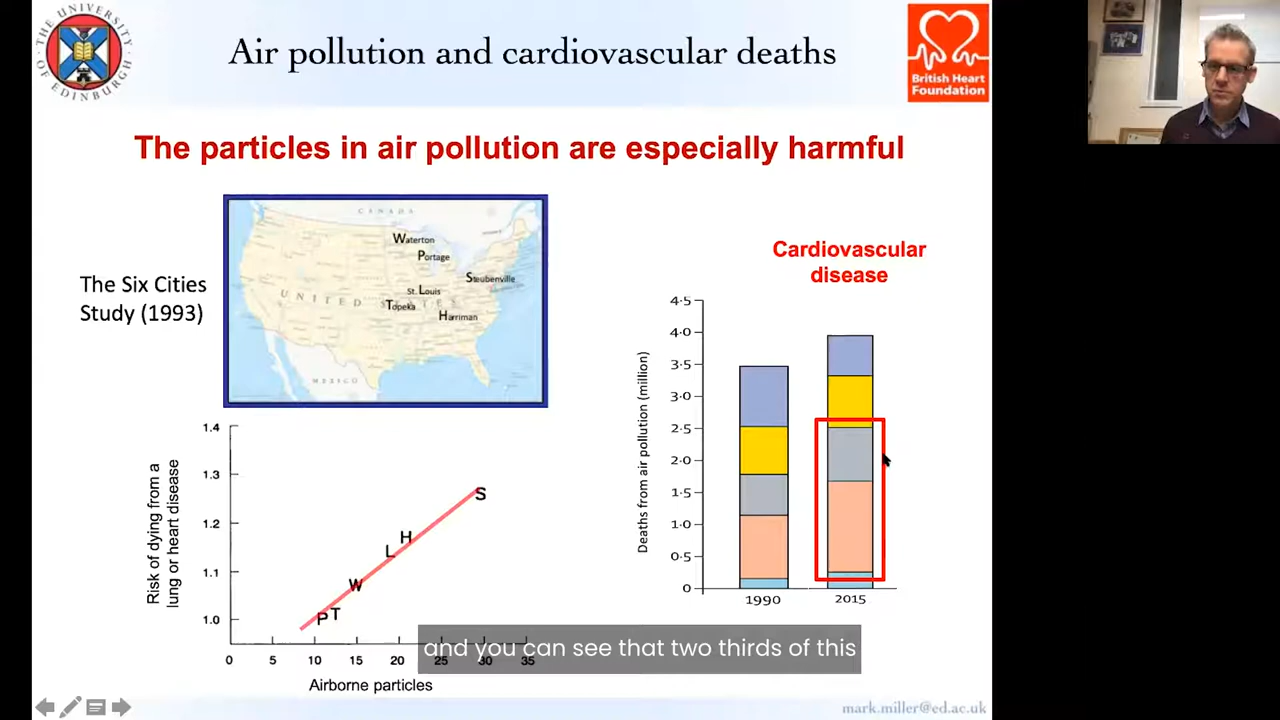 THE UNIVERSITY
OF EDINBURGH
Air pollution and cardiovascular deaths
British Heart
Foundation
The particles in air pollution are especially harmful
The Six Cities
Study (1993)
CANADA
Waterton
Portage
Steubenville
St. Louis
UNITED STATES
Topeka
Harriman
MEXICO
Cardiovascular
disease
Deaths from air pollution (million)
4·5
4·0
3·5
3·0
2·5
2·0
1·5
1·0
0·5
0
1990
2015
Risk of dying from a
lung or heart disease
1.4
1.3
1.2
1.1
1.0
S
H
L
W
P T
0 5 10 15 20 25 30 35
Airborne particles
and you can see that two thirds of this
mark.miller@ed.ac.uk